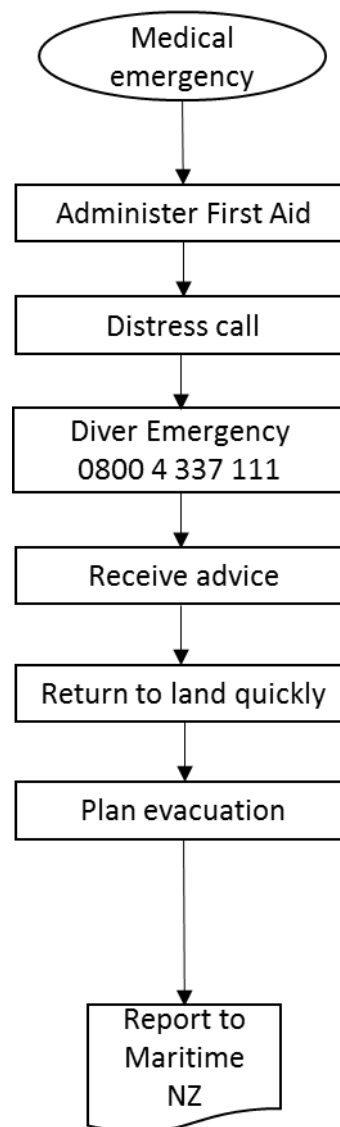 Medical
emergency
Administer First Aid
Distress call
Diver Emergency
0800 4 337 111
Receive advice
Return to land quickly
Plan evacuation
Report to
Maritime
NZ